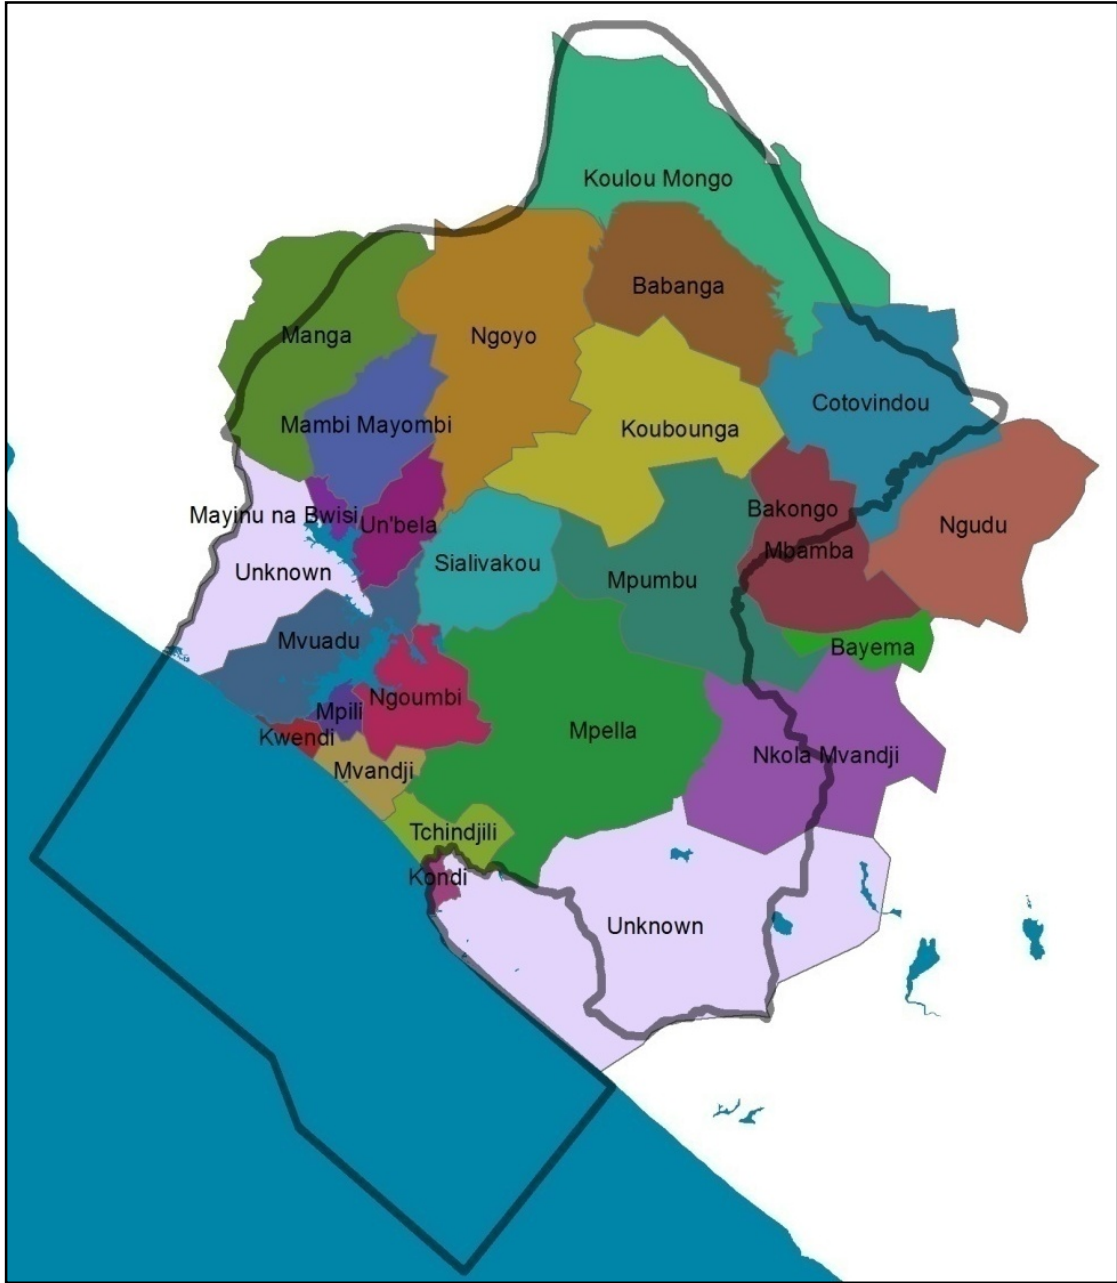 Koulou Mongo
Babanga
Manga
Ngoyo
Cotovindou
Mambi Mayombi
Koubounga
Bakongo
Mayinu na Bwisi
Un'bela
Ngudu
Mbamba
Sialivakou
Unknown
Mpumbu
Mvuadu
Bayema
Ngoumbi
Mpili
Mpella
Kwendi
Nkola Mvandji
Mvandji
Tchindjili
Kondi
Unknown